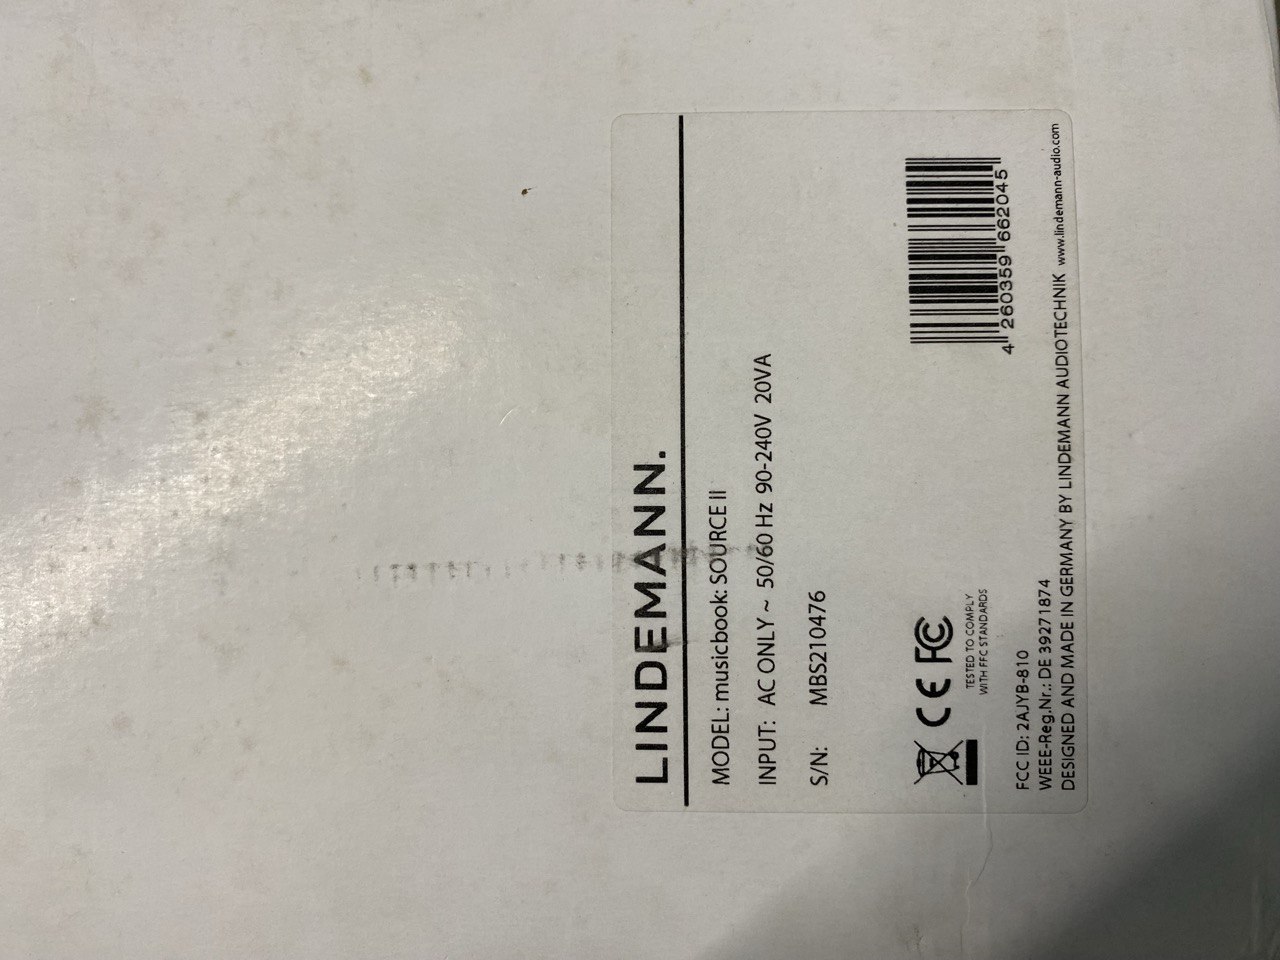 LINDEMANN.
MODEL: musicbook: SOURCE II
INPUT: AC ONLY ~ 50/60 Hz 90-240V 20VA
S/N: MBS210476
CE FC
TESTED TO COMPLY
WITH FFC STANDARDS
4 260359 662045
FCC ID: 2AJYB-810
WEEE-Reg.Nr.: DE 39271874
DESIGNED AND MADE IN GERMANY BY LINDEMANN AUDIOTECHNIK www.lindemann-audio.com